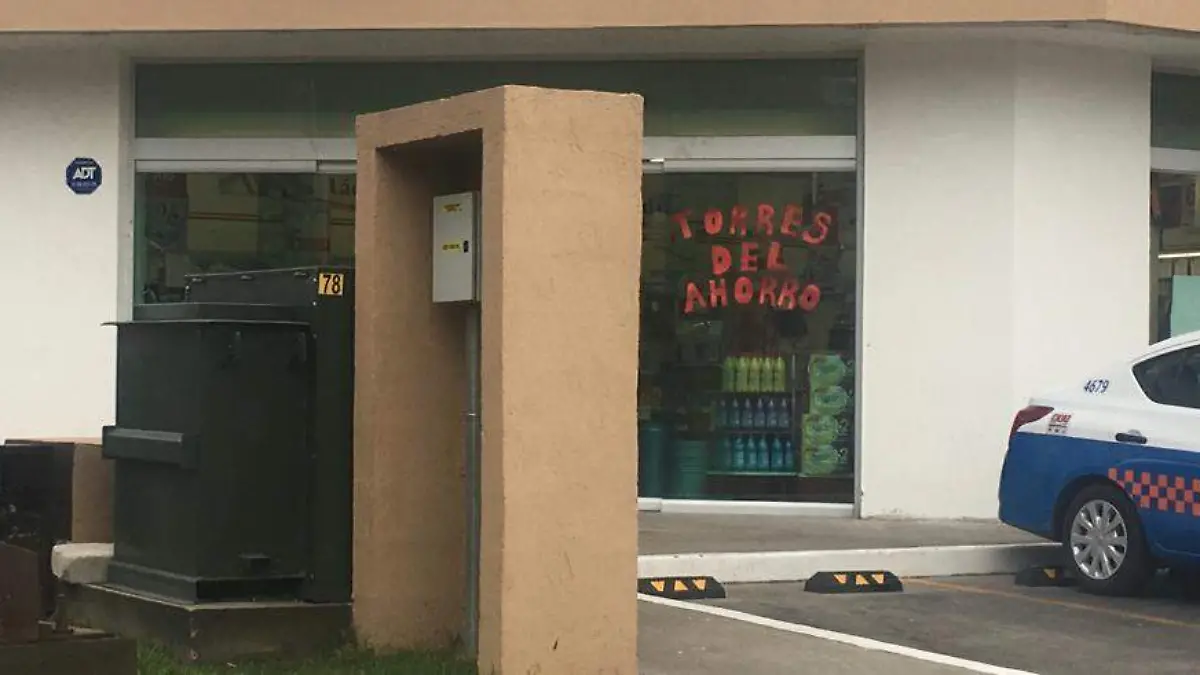 ADT
78
TORRES
DEL
AHORRO
4679